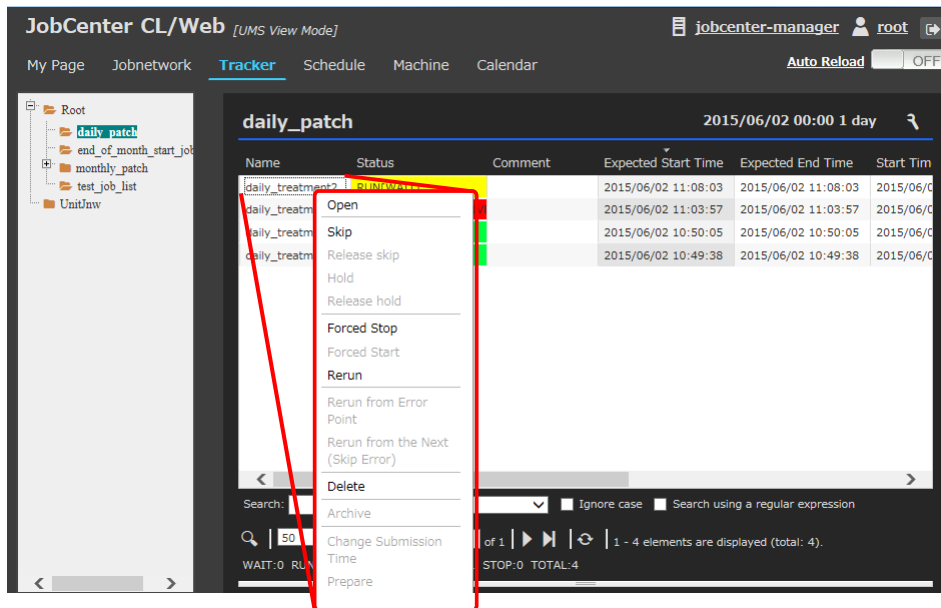 JobCenter CL/Web [UMS View Mode] jobcenter-manager root
My Page Jobnetwork Tracker Schedule Machine Calendar Auto Reload OFF
Root
daily_patch
end_of_month_start_job
monthly_patch
test_job_list
UnitJnw
daily_patch 2015/06/02 00:00 1 day
Name Status Comment Expected Start Time Expected End Time Start Tim
daily_treatment2 RUN(WAIT) 2015/06/02 11:08:03 2015/06/02 11:08:03 2015/06/0
daily_treatm 2015/06/02 11:03:57 2015/06/02 11:03:57 2015/06/0
daily_treatm 2015/06/02 10:50:05 2015/06/02 10:50:05 2015/06/0
daily_treatm 2015/06/02 10:49:38 2015/06/02 10:49:38 2015/06/0
Open
Skip
Release skip
Hold
Release hold
Forced Stop
Forced Start
Rerun
Rerun from Error
Point
Rerun from the Next
(Skip Error)
Delete
Archive
Change Submission
Time
Prepare
Search: Ignore case Search using a regular expression
50 of 1 1 - 4 elements are displayed (total: 4).
WAIT:0 RUN STOP:0 TOTAL:4